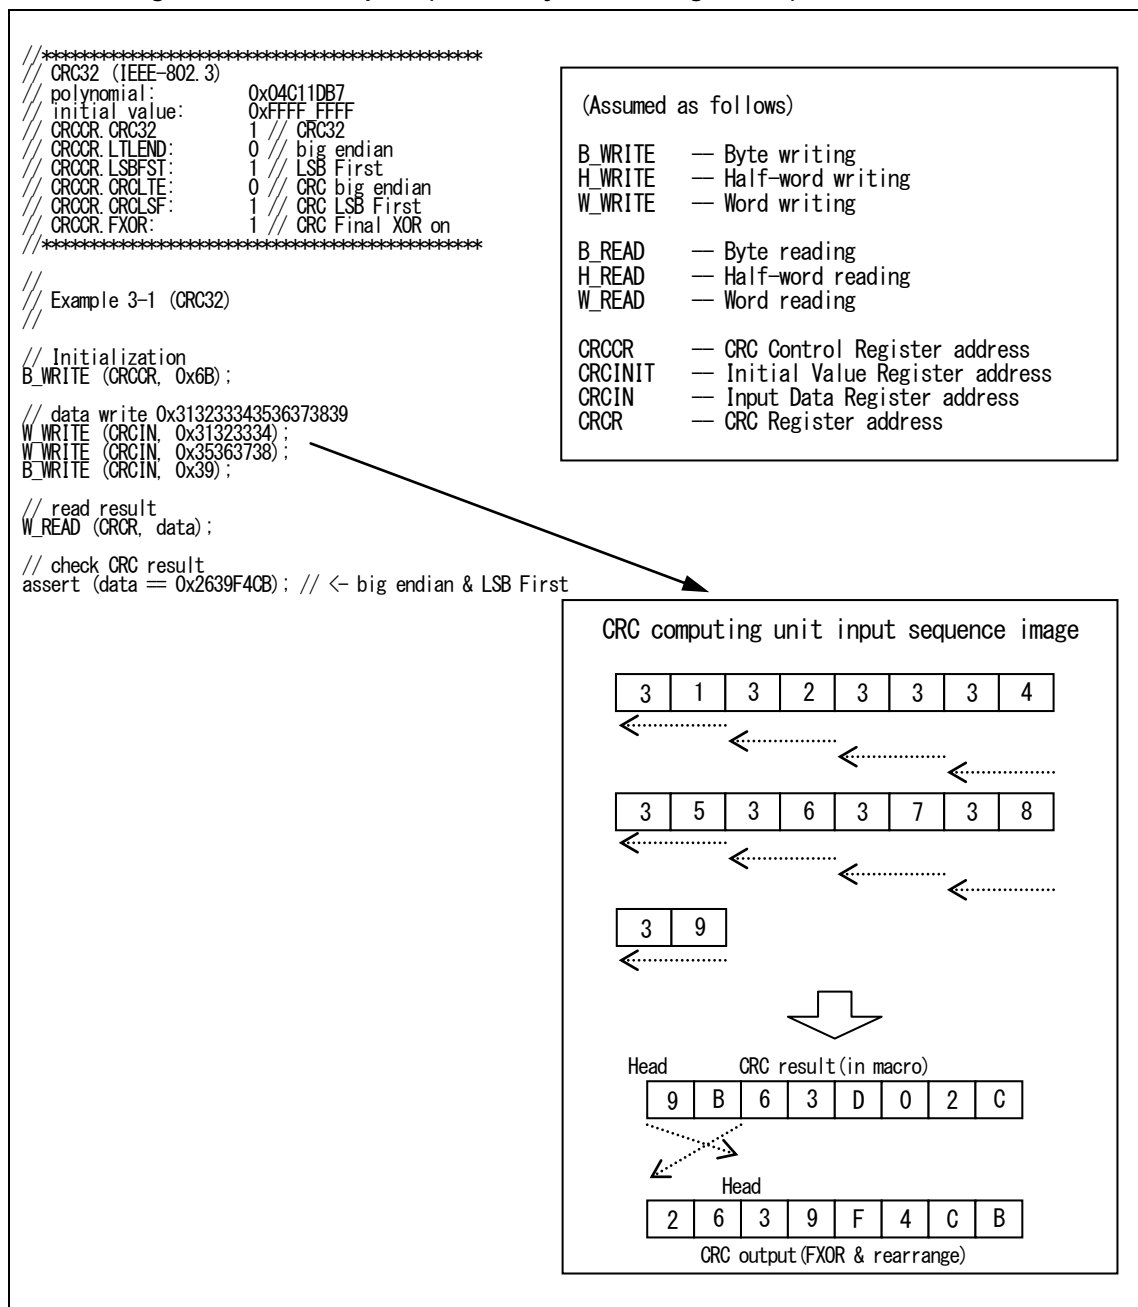 //*********************************************
// CRC32 (IEEE-802.3)
// polynomial: 0x04C11DB7
// initial value: 0xFFFF_FFFF
// CRCCR.CRC32 1 // CRC32
// CRCCR.LTLEND: 0 // big endian
// CRCCR.LSBFST: 1 // LSB First
// CRCCR.CRCLTE: 0 // CRC big endian
// CRCCR.CRCLSF: 1 // CRC LSB First
// CRCCR.FXOR: 1 // CRC Final XOR on
//*********************************************
//
// Example 3-1 (CRC32)
//
// Initialization
B_WRITE (CRCCR, 0x6B);
// data write 0x313233343536373839
W_WRITE (CRCIN, 0x31323334);
W_WRITE (CRCIN, 0x35363738);
B_WRITE (CRCIN, 0x39);
// read result
W_READ (CRCR, data);
// check CRC result
assert (data == 0x2639F4CB); // <- big endian & LSB First
(Assumed as follows)
B_WRITE -- Byte writing
H_WRITE -- Half-word writing
W_WRITE -- Word writing
B_READ -- Byte reading
H_READ -- Half-word reading
W_READ -- Word reading
CRCCR -- CRC Control Register address
CRCINIT -- Initial Value Register address
CRCIN -- Input Data Register address
CRCR -- CRC Register address
CRC computing unit input sequence image
3 1 3 2 3 3 3 4
3 5 3 6 3 7 3 8
3 9
Head CRC result(in macro)
9 B 6 3 D 0 2 C
Head
2 6 3 9 F 4 C B
CRC output(FXOR & rearrange)